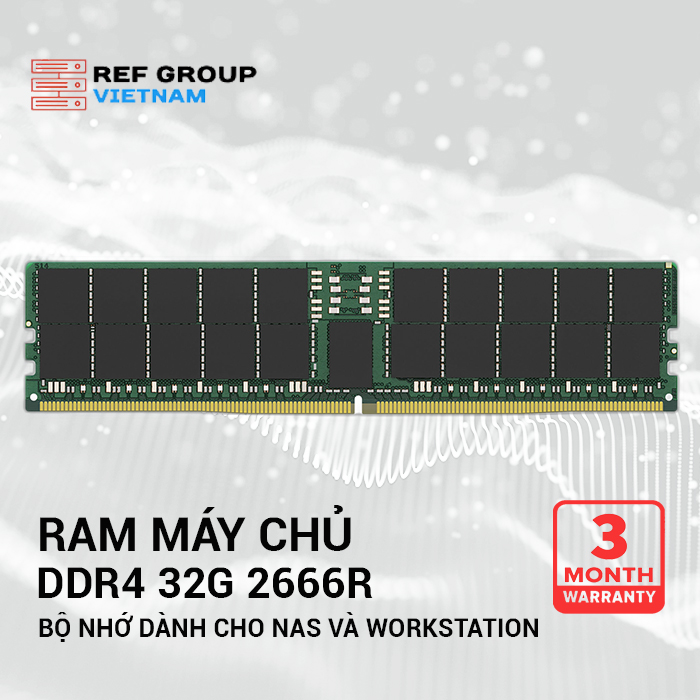 REF GROUP
VIETNAM
RAM MÁY CHỦ
DDR4 32G 2666R
BỘ NHỚ DÀNH CHO NAS VÀ WORKSTATION
3
MONTH
WARRANTY